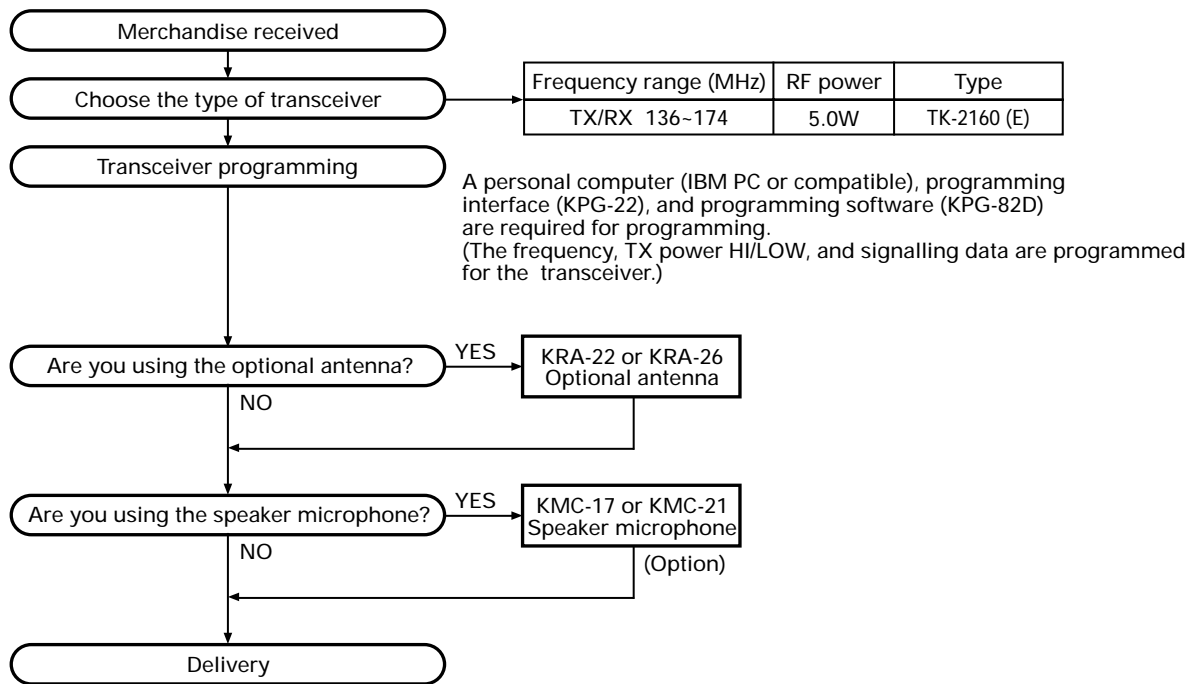 Merchandise received
Choose the type of transceiver
Frequency range (MHz) RF power Type
TX/RX 136~174 5.0W TK-2160 (E)
Transceiver programming
A personal computer (IBM PC or compatible), programming
interface (KPG-22), and programming software (KPG-82D)
are required for programming.
(The frequency, TX power HI/LOW, and signalling data are programmed
for the transceiver.)
Are you using the optional antenna?
YES
KRA-22 or KRA-26
Optional antenna
NO
Are you using the speaker microphone?
YES
KMC-17 or KMC-21
Speaker microphone
(Option)
NO
Delivery